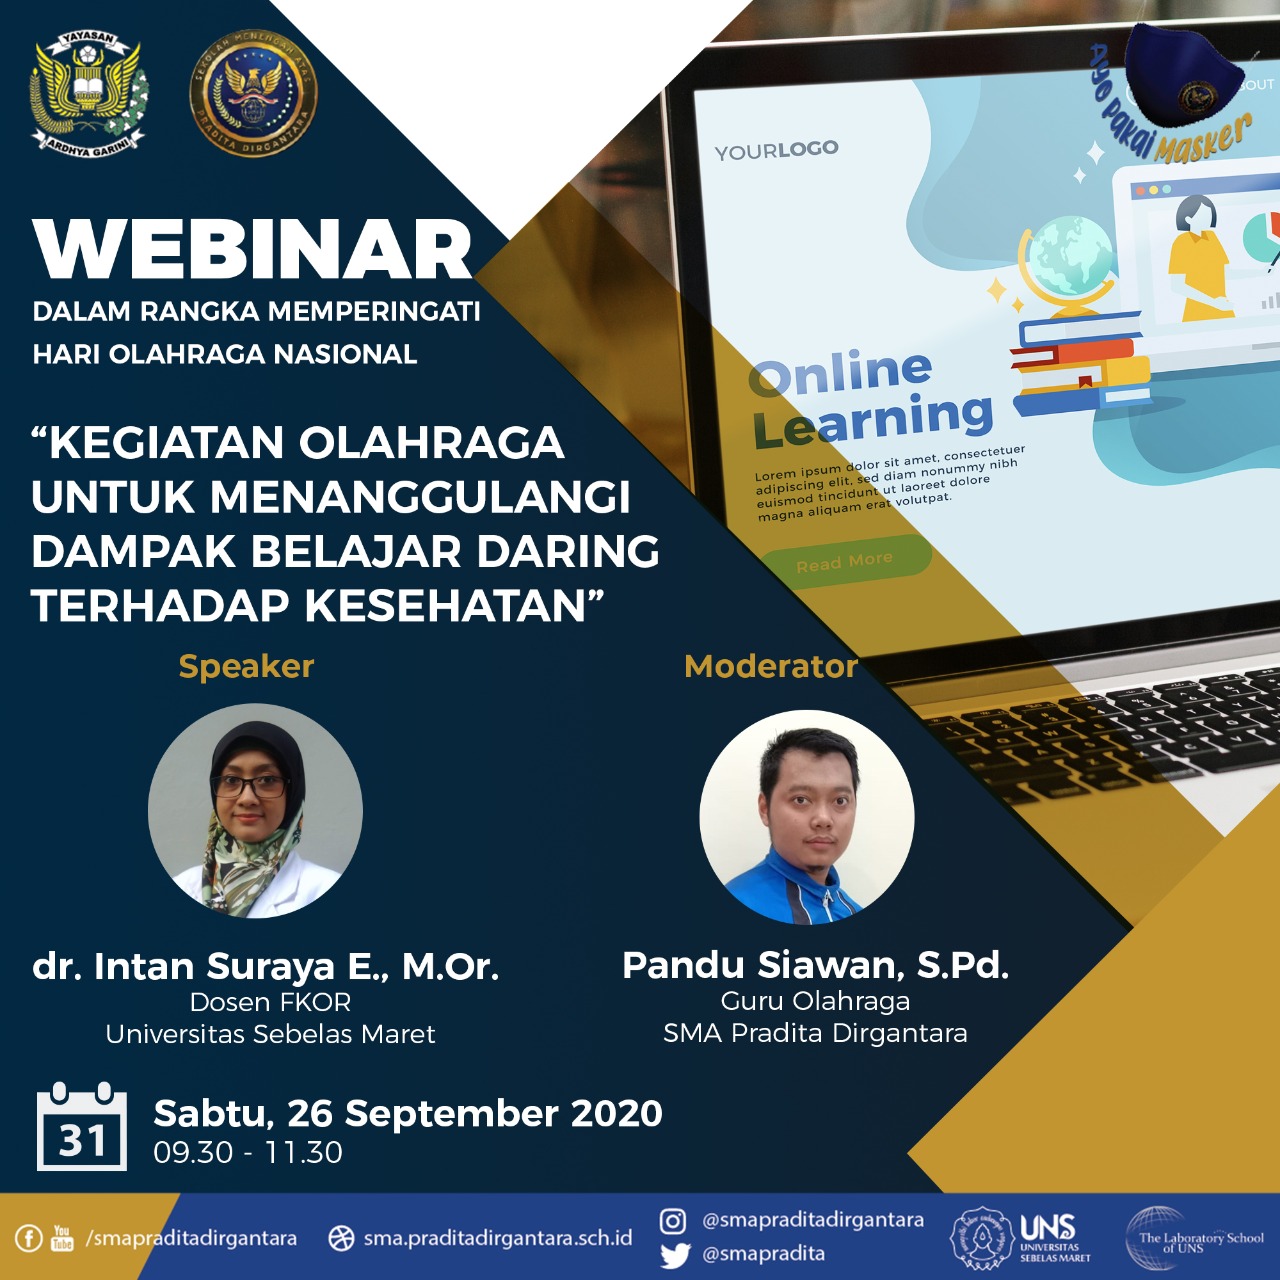 YAYASAN
ARDHYA GARINI
SEKOLAH MENENGAH ATAS
PRADITA DIRGANTARA
Ayo Pakai Masker
YOURLOGO
WEBINAR
DALAM RANGKA MEMPERINGATI
HARI OLAHRAGA NASIONAL
Online
Learning
Lorem ipsum dolor sit amet, consectetuer
adipiscing elit, sed diam nonummy nibh
euismod tincidunt ut laoreet dolore
magna aliquam erat volutpat.
Read More
“KEGIATAN OLAHRAGA
UNTUK MENANGGULANGI
DAMPAK BELAJAR DARING
TERHADAP KESEHATAN”
Speaker
dr. Intan Suraya E., M.Or.
Dosen FKOR
Universitas Sebelas Maret
Moderator
Pandu Siawan, S.Pd.
Guru Olahraga
SMA Pradita Dirgantara
31
Sabtu, 26 September 2020
09.30 - 11.30
You
Tube
/smapraditadirgantara
sma.praditadirgantara.sch.id
@smapraditadirgantara
@smapradita
UNS
UNIVERSITAS
SEBELAS MARET
The Laboratory School
of UNS